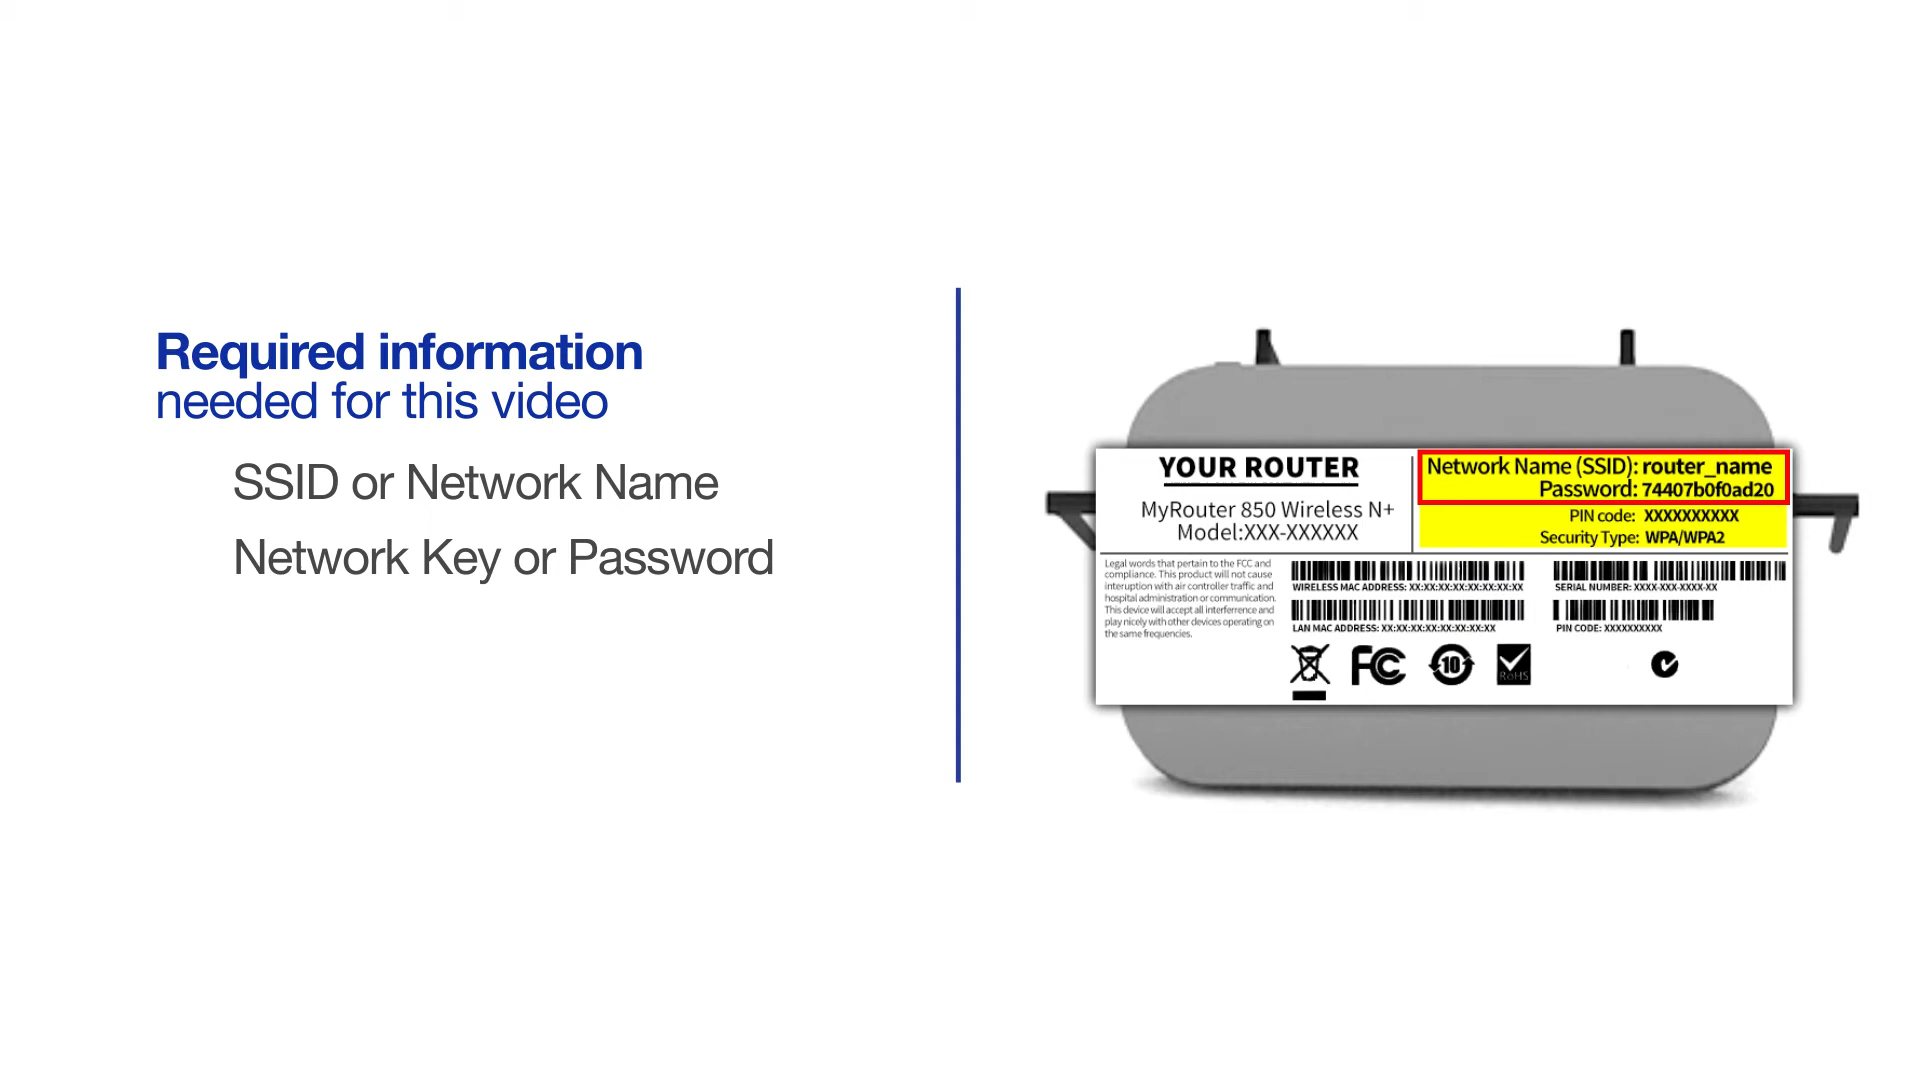 Required information
needed for this video
SSID or Network Name
Network Key or Password
YOUR ROUTER
MyRouter 850 Wireless N+
Model:XXX-XXXXXX
Network Name (SSID): router_name
Password: 74407b0f0ad20
PIN code: XXXXXXXXXX
Security Type: WPA/WPA2
Legal words that pertain to the FCC and
compliance. This product will not cause
interuption with air controller traffic and
hospital administration or communication.
This device will accept all interferrence and
play nicely with other devices operating on
the same frequencies.
WIRELESS MAC ADDRESS: XX:XX:XX:XX:XX:XX:XX:XX
SERIAL NUMBER: XXXX-XXX-XXXX-XX
LAN MAC ADDRESS: XX:XX:XX:XX:XX:XX:XX:XX
PIN CODE: XXXXXXXXXX
FC
10
RoHS